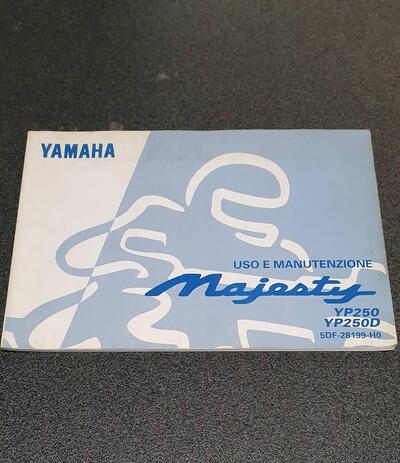 YAMAHA
USO E MANUTENZIONE
Majesty
YP250
YP250D
5DF-28199-H0